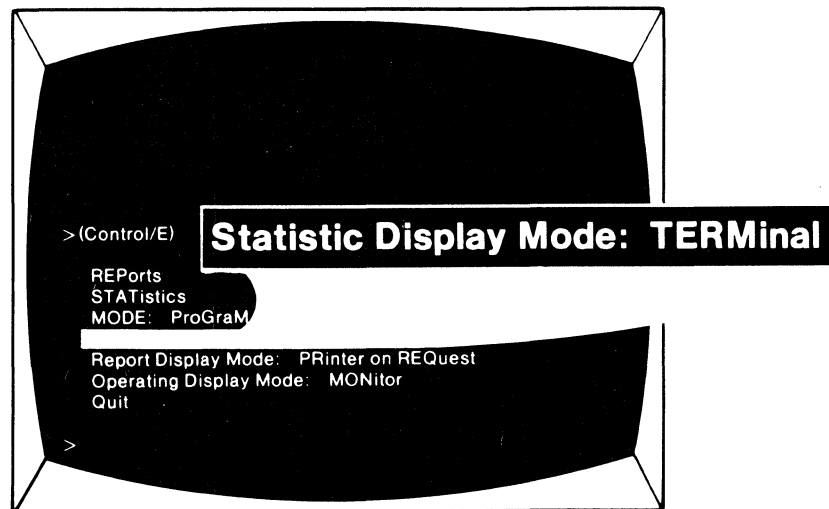 >(Control/E)
Statistic Display Mode: TERMinal
REPorts
STATistics
MODE: ProGraM
Report Display Mode: PRinter on REQuest
Operating Display Mode: MONitor
Quit
>